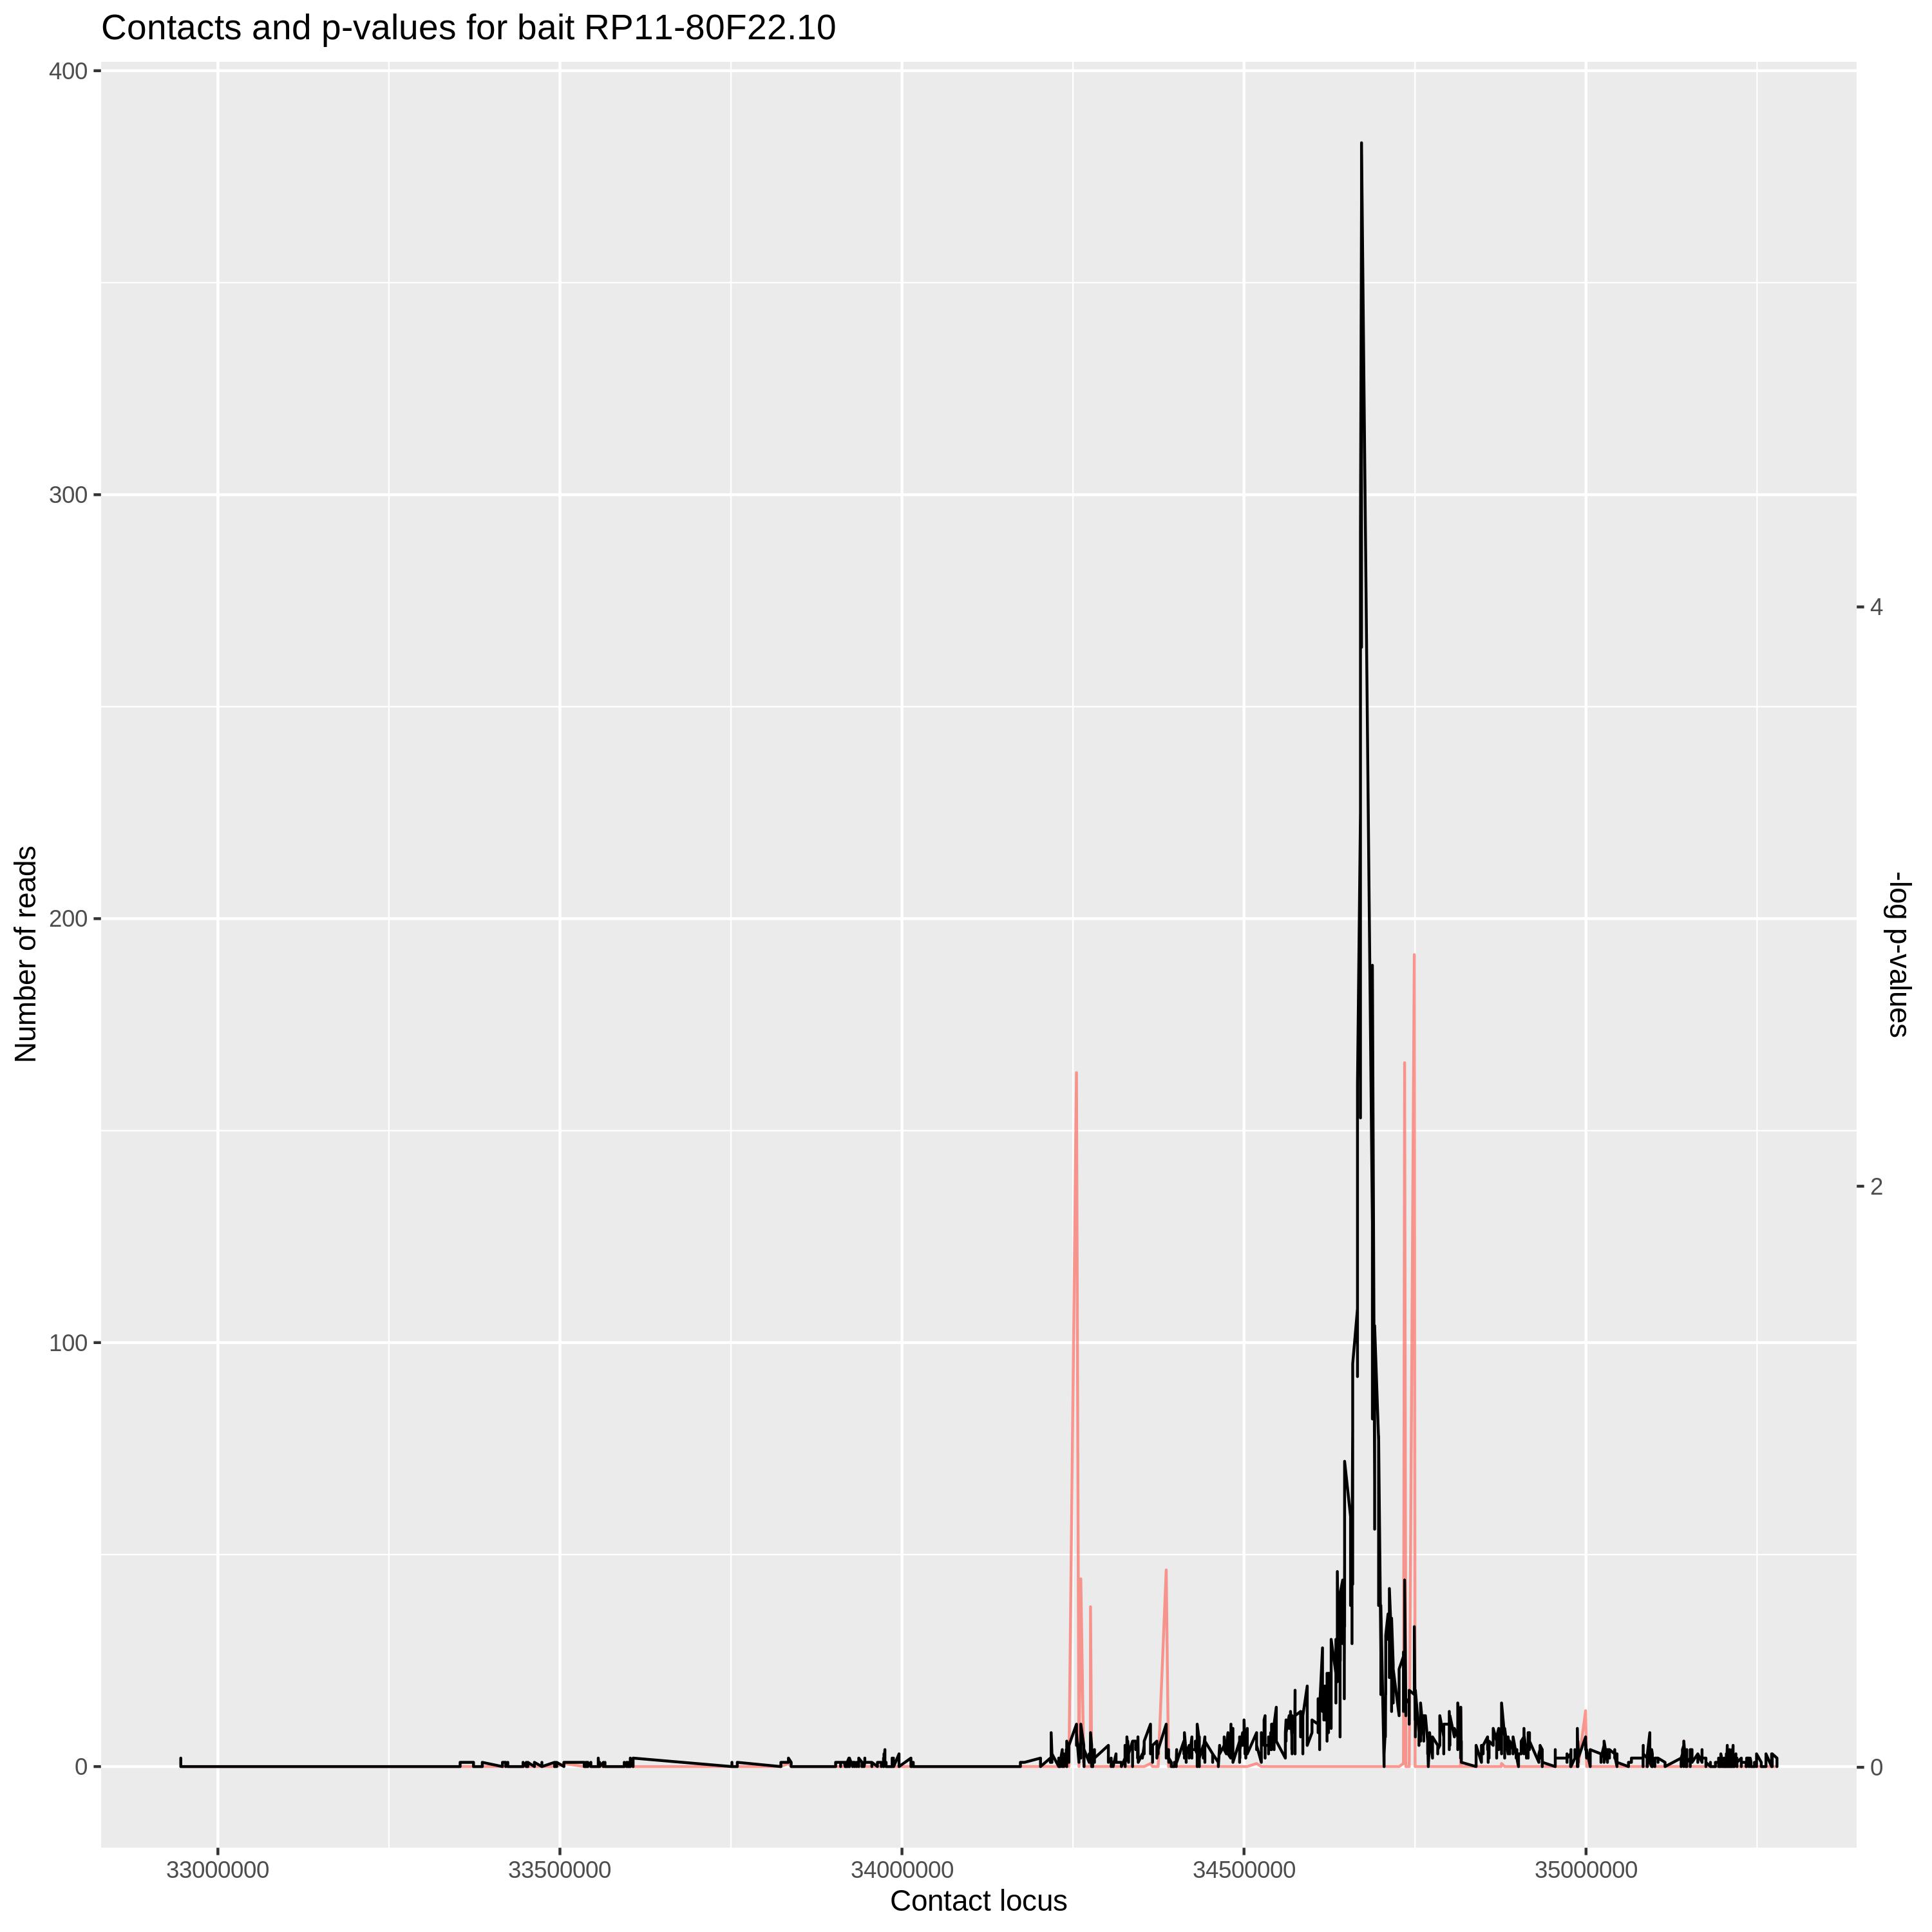 Contacts and p-values for bait RP11-80F22.10
400
300
200
100
0
Number of reads
4
2
0
-log p-values
33000000 33500000 34000000 34500000 35000000
Contact locus